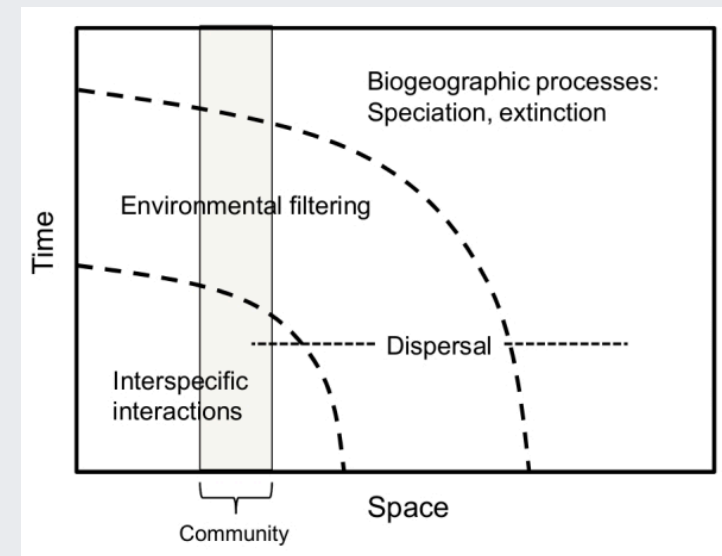 Biogeographic processes:
Speciation, extinction
Environmental filtering
Time
Dispersal
Interspecific
interactions
Space
Community